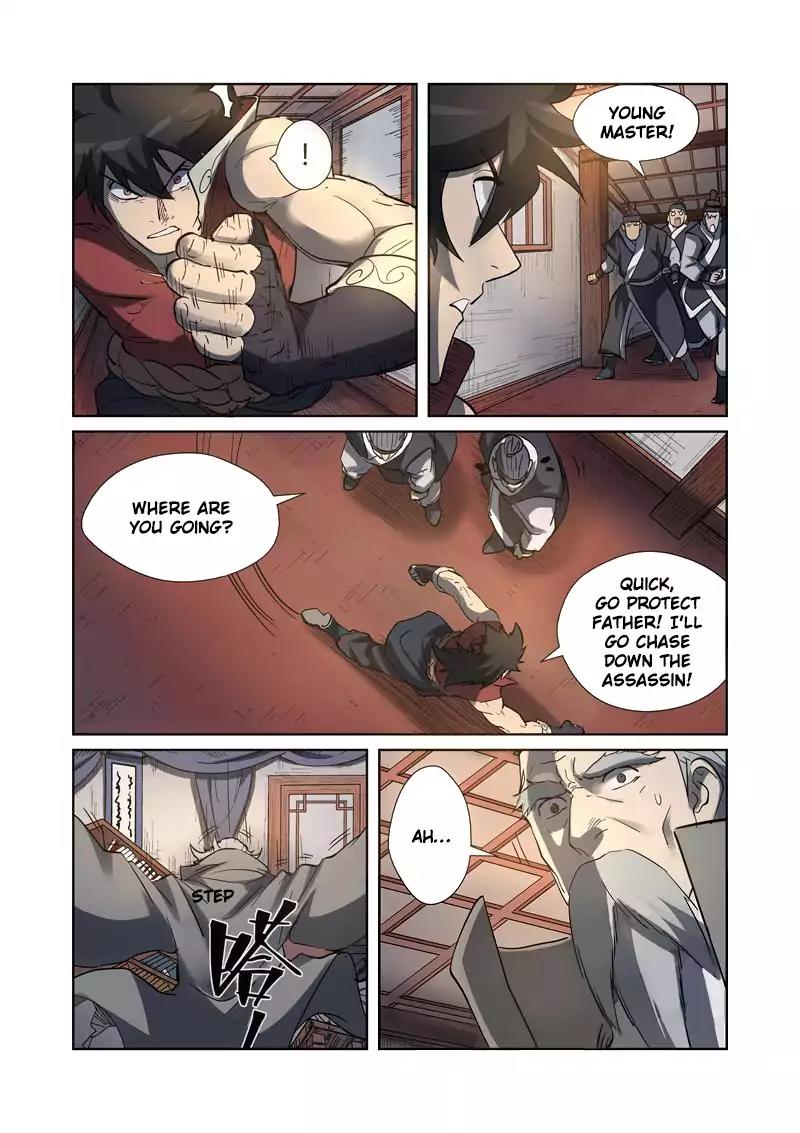 !
YOUNG
MASTER!
WHERE ARE
YOU GOING?
QUICK,
GO PROTECT
FATHER! I'LL
GO CHASE
DOWN THE
ASSASSIN!
STEP
嗒!
AH...